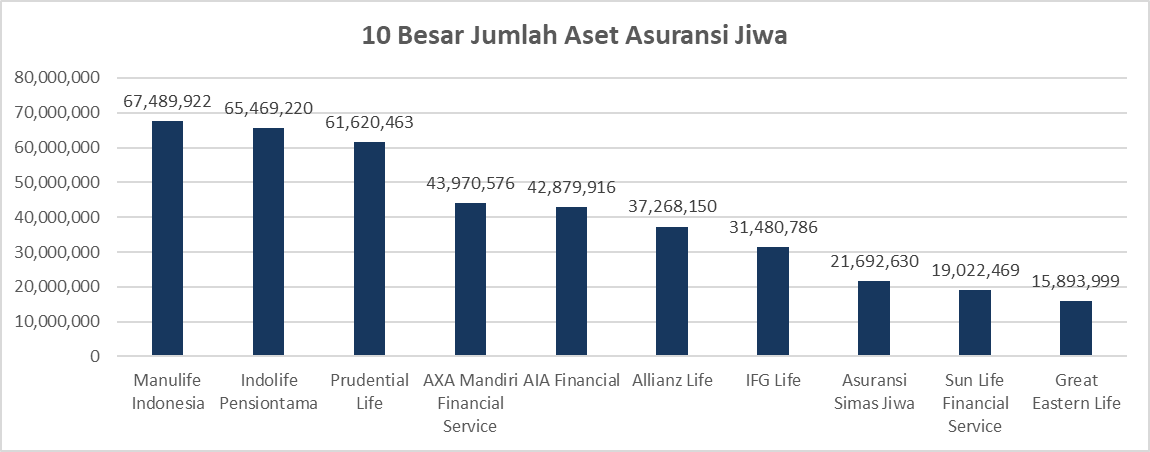 10 Besar Jumlah Aset Asuransi Jiwa
80,000,000
70,000,000
60,000,000
50,000,000
40,000,000
30,000,000
20,000,000
10,000,000
0
67,489,922
65,469,220
61,620,463
43,970,576
42,879,916
37,268,150
31,480,786
21,692,630
19,022,469
15,893,999
Manulife
Indonesia
Indolife
Pensiontama
Prudential
Life
AXA Mandiri
Financial
Service
AIA Financial
Allianz Life
IFG Life
Asuransi
Simas Jiwa
Sun Life
Financial
Service
Great
Eastern Life